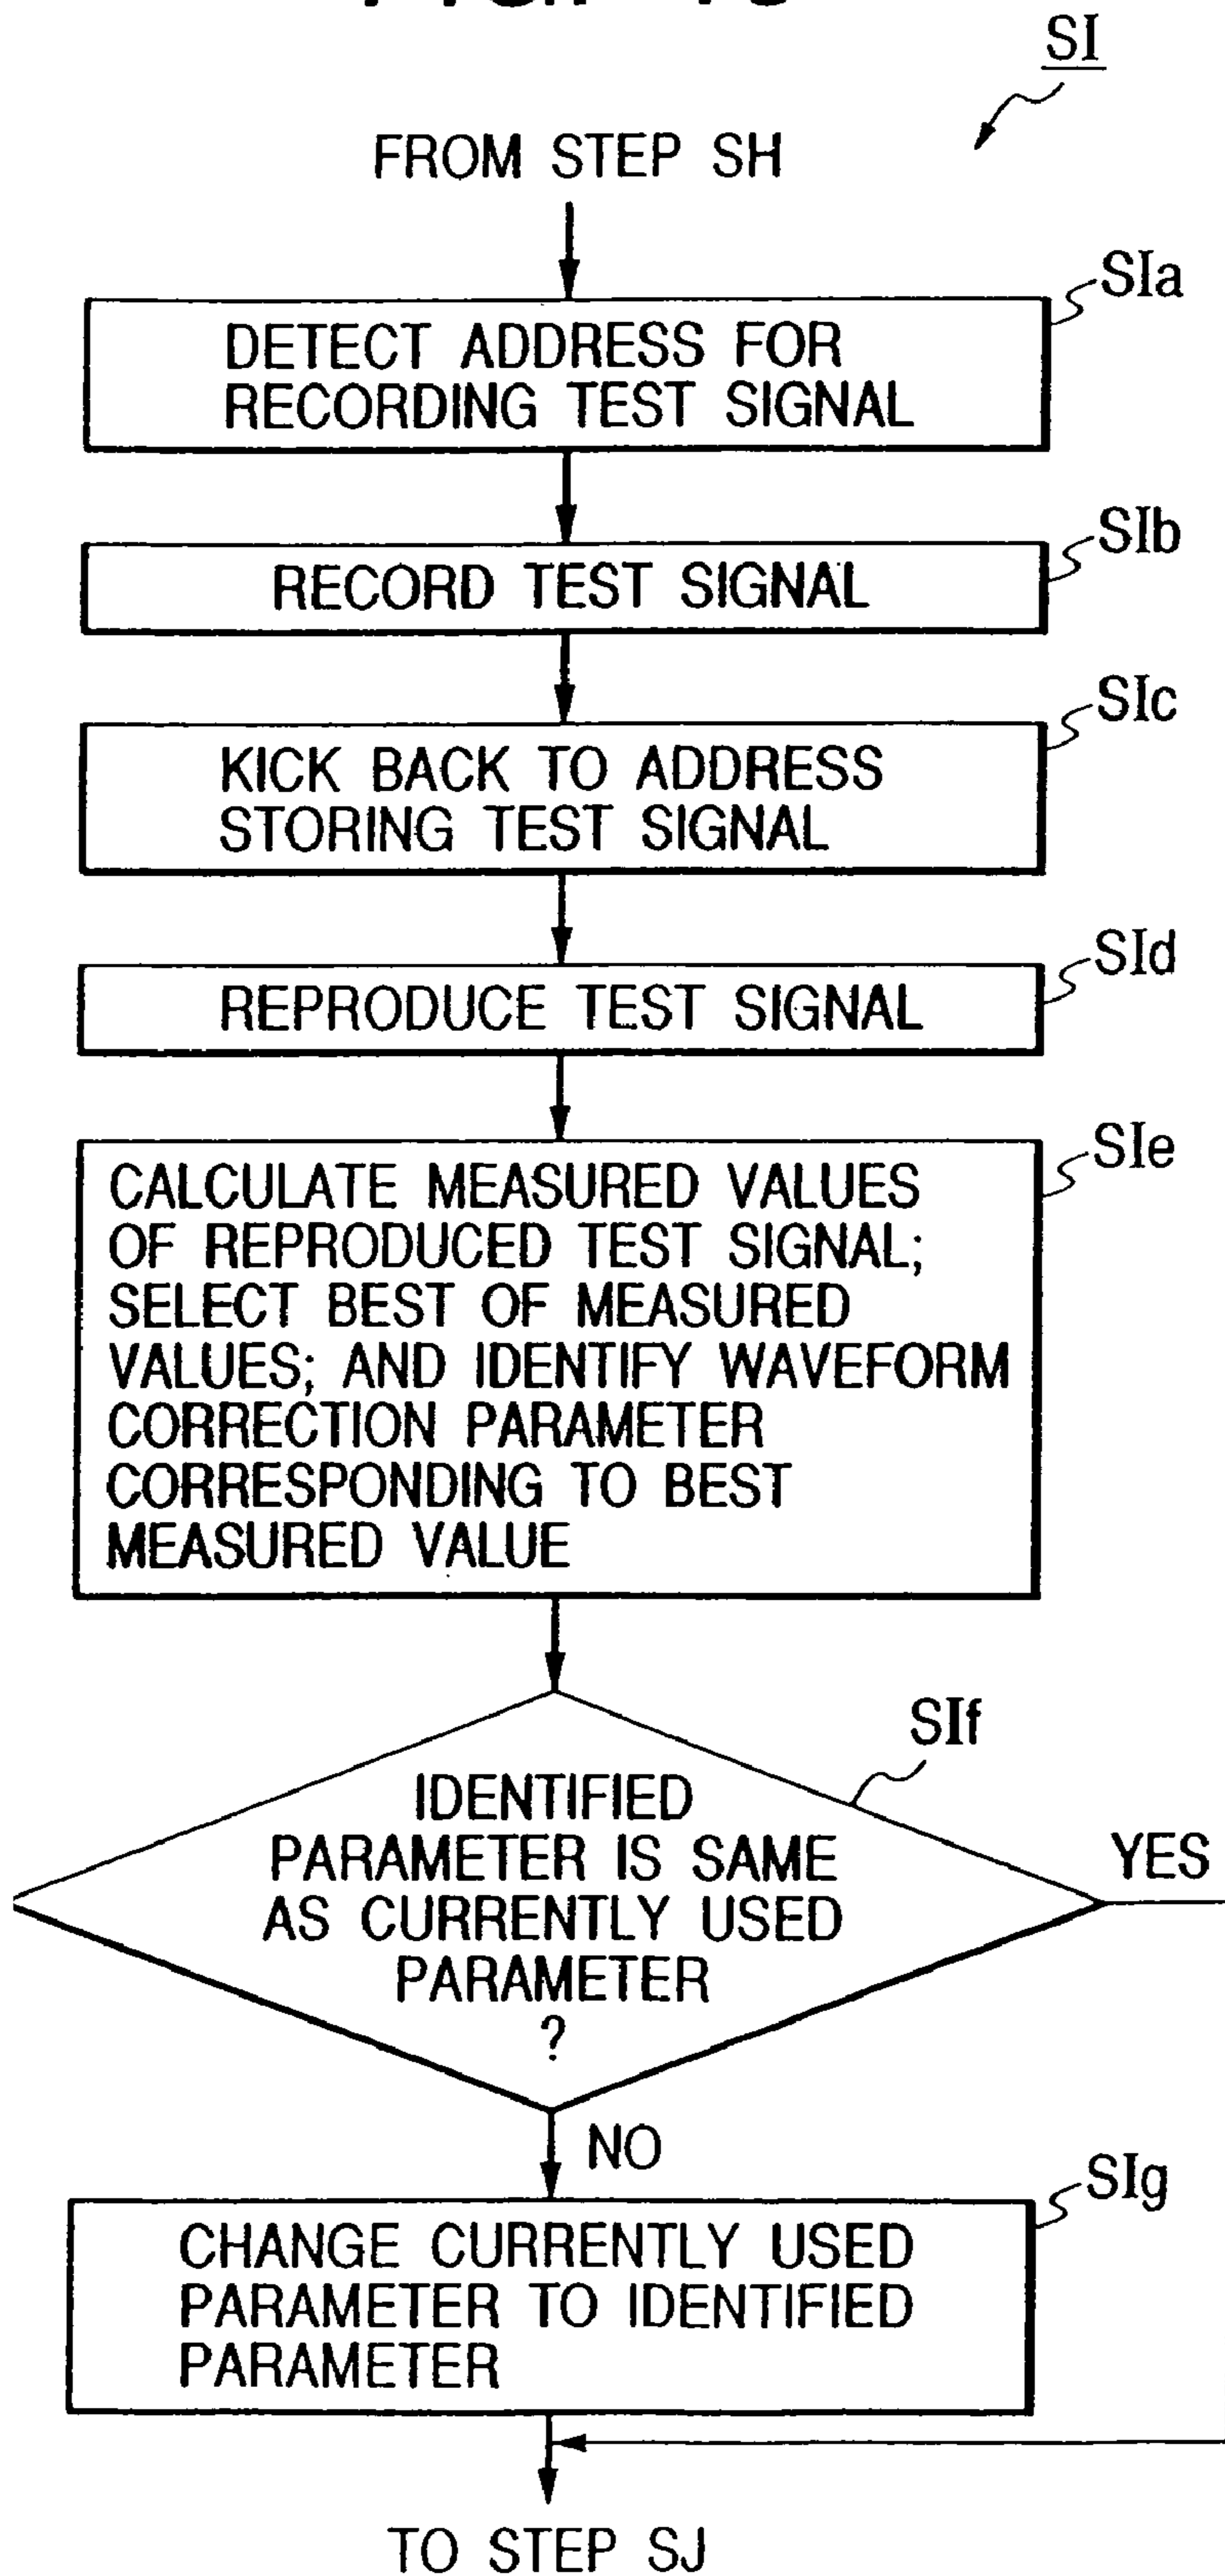 SI
FROM STEP SH
SIa
DETECT ADDRESS FOR
RECORDING TEST SIGNAL
SIb
RECORD TEST SIGNAL
SIc
KICK BACK TO ADDRESS
STORING TEST SIGNAL
SId
REPRODUCE TEST SIGNAL
SIe
CALCULATE MEASURED VALUES
OF REPRODUCED TEST SIGNAL;
SELECT BEST OF MEASURED
VALUES; AND IDENTIFY WAVEFORM
CORRECTION PARAMETER
CORRESPONDING TO BEST
MEASURED VALUE
SIf
IDENTIFIED
PARAMETER IS SAME
AS CURRENTLY USED
PARAMETER
?
YES
NO
SIg
CHANGE CURRENTLY USED
PARAMETER TO IDENTIFIED
PARAMETER
TO STEP SJ